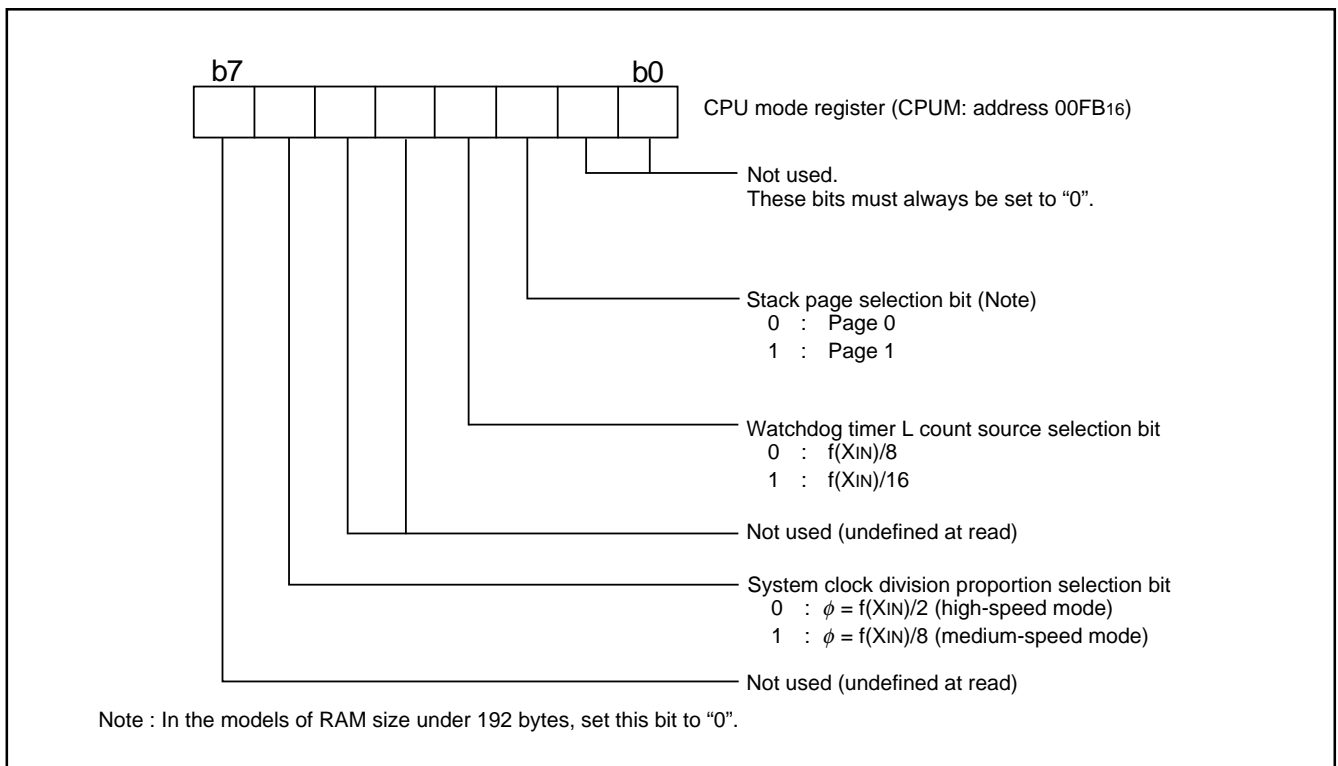 b7 b0
CPU mode register (CPUM: address 00FB16)
Not used.
These bits must always be set to “0”.
Stack page selection bit (Note)
0 : Page 0
1 : Page 1
Watchdog timer L count source selection bit
0 : f(XIN)/8
1 : f(XIN)/16
Not used (undefined at read)
System clock division proportion selection bit
0 : ϕ = f(XIN)/2 (high-speed mode)
1 : ϕ = f(XIN)/8 (medium-speed mode)
Not used (undefined at read)
Note : In the models of RAM size under 192 bytes, set this bit to “0”.